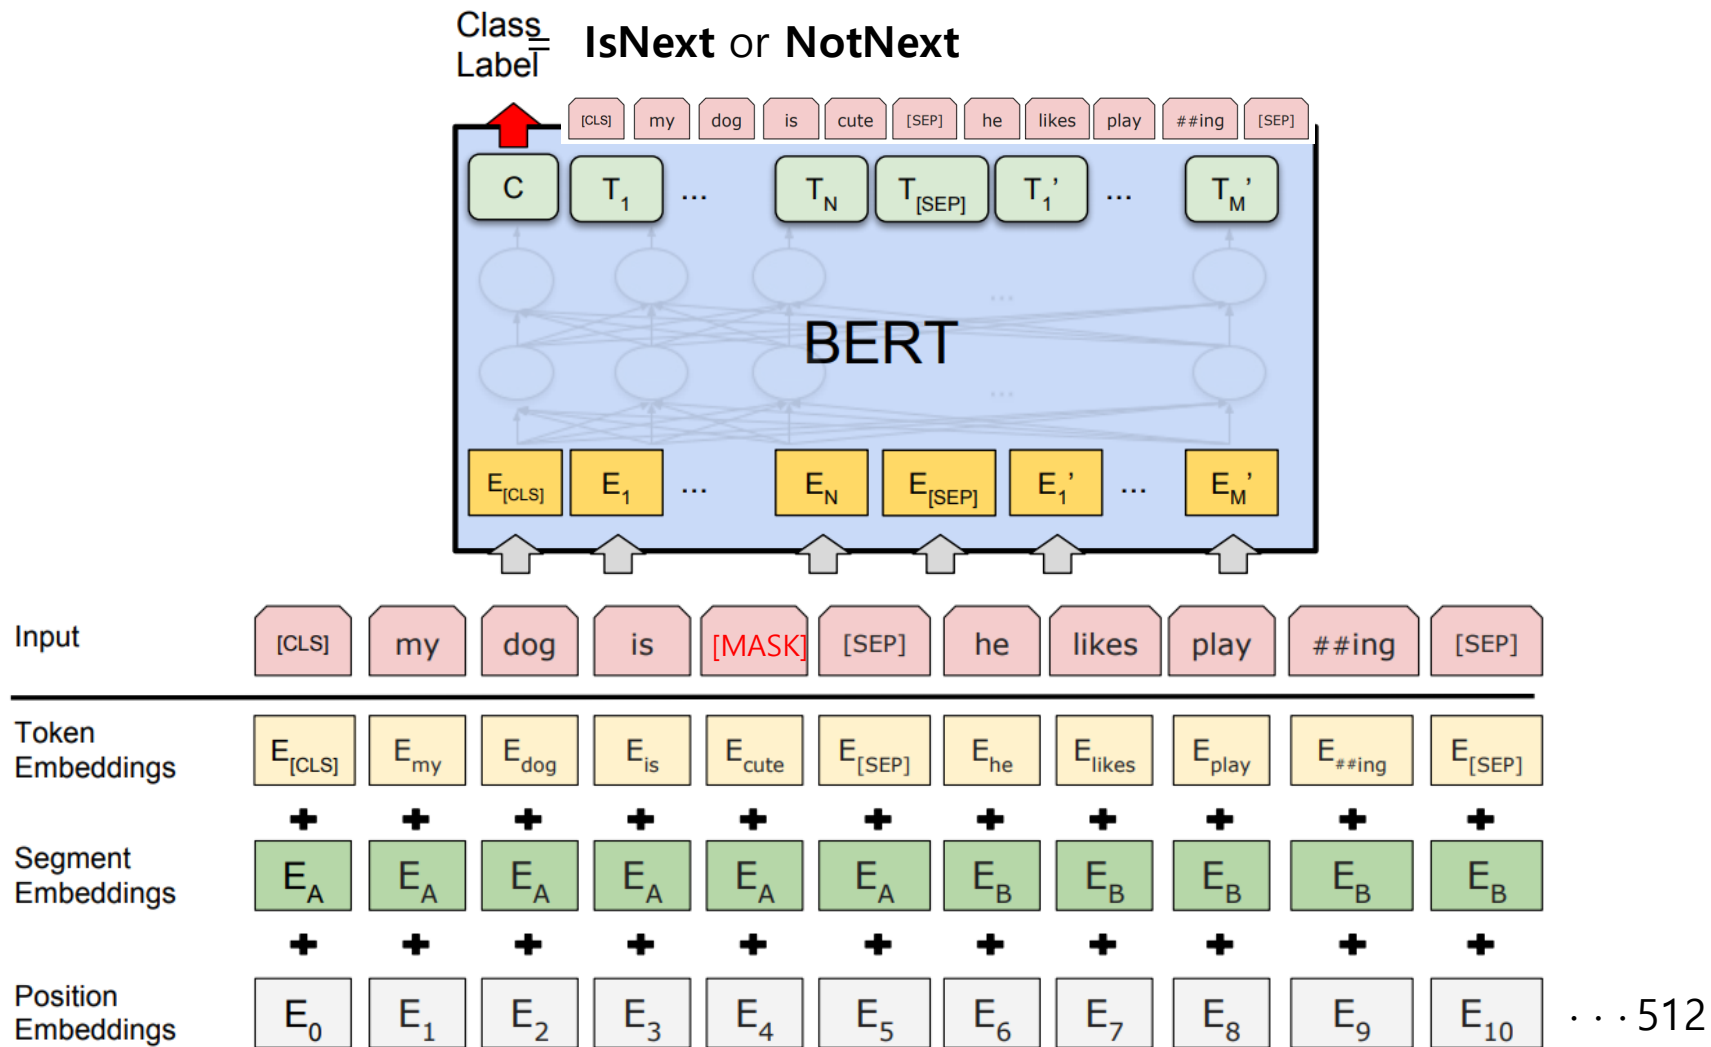 Class
Label
= IsNext or NotNext
[CLS] my dog is cute [SEP] he likes play ##ing [SEP]
C T1 ... TN T[SEP] T1' ... TM'
...
BERT
...
E[CLS] E1 ... EN E[SEP] E1' ... EM'
Input [CLS] my dog is [MASK] [SEP] he likes play ##ing [SEP]
Token
Embeddings
E[CLS] Emy Edog Eis Ecute E[SEP] Ehe Elikes Eplay E##ing E[SEP]
+ + + + + + + + + + +
Segment
Embeddings
EA EA EA EA EA EA EB EB EB EB EB
+ + + + + + + + + + +
Position
Embeddings
E0 E1 E2 E3 E4 E5 E6 E7 E8 E9 E10 ···512